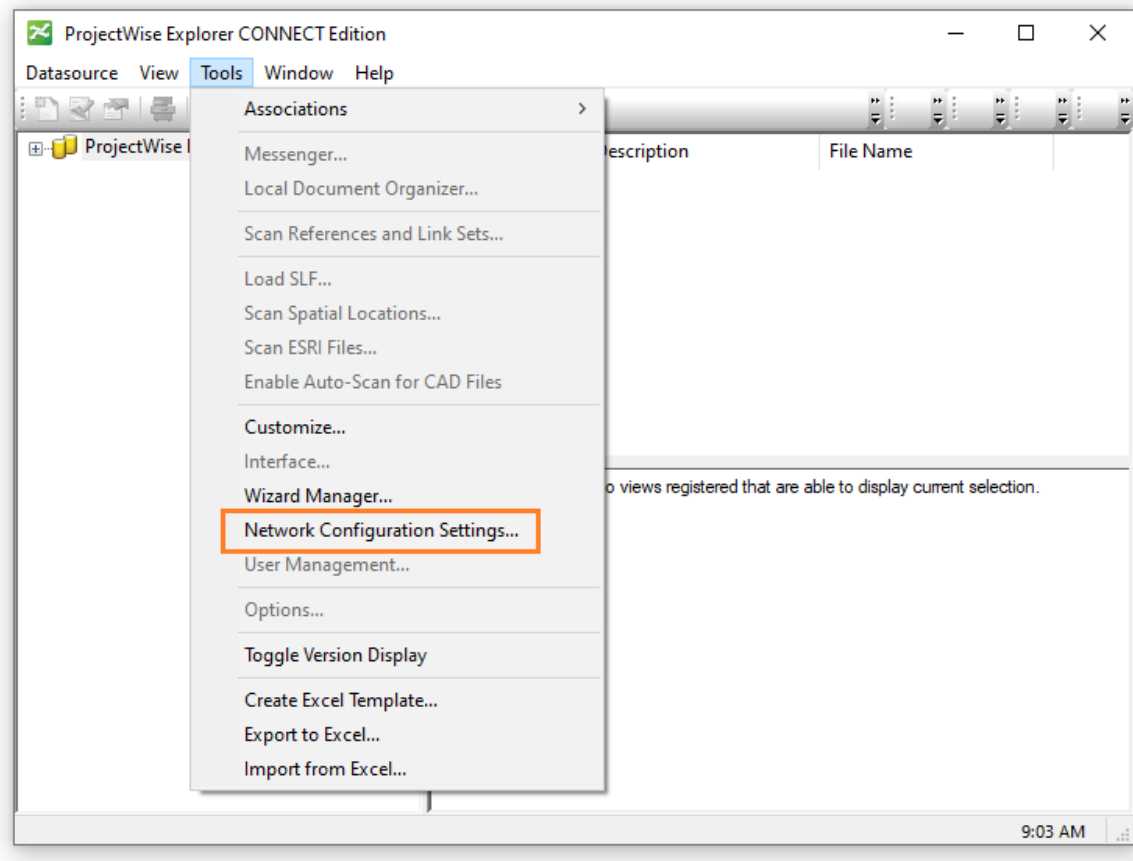 ProjectWise Explorer CONNECT Edition
Datasource View Tools Window Help
Associations
ProjectWise
escription File Name
Messenger...
Local Document Organizer...
Scan References and Link Sets...
Load SLF...
Scan Spatial Locations...
Scan ESRI Files...
Enable Auto-Scan for CAD Files
Customize...
Interface...
Wizard Manager...
o views registered that are able to display current selection.
Network Configuration Settings...
User Management...
Options...
Toggle Version Display
Create Excel Template...
Export to Excel...
Import from Excel...
9:03 AM